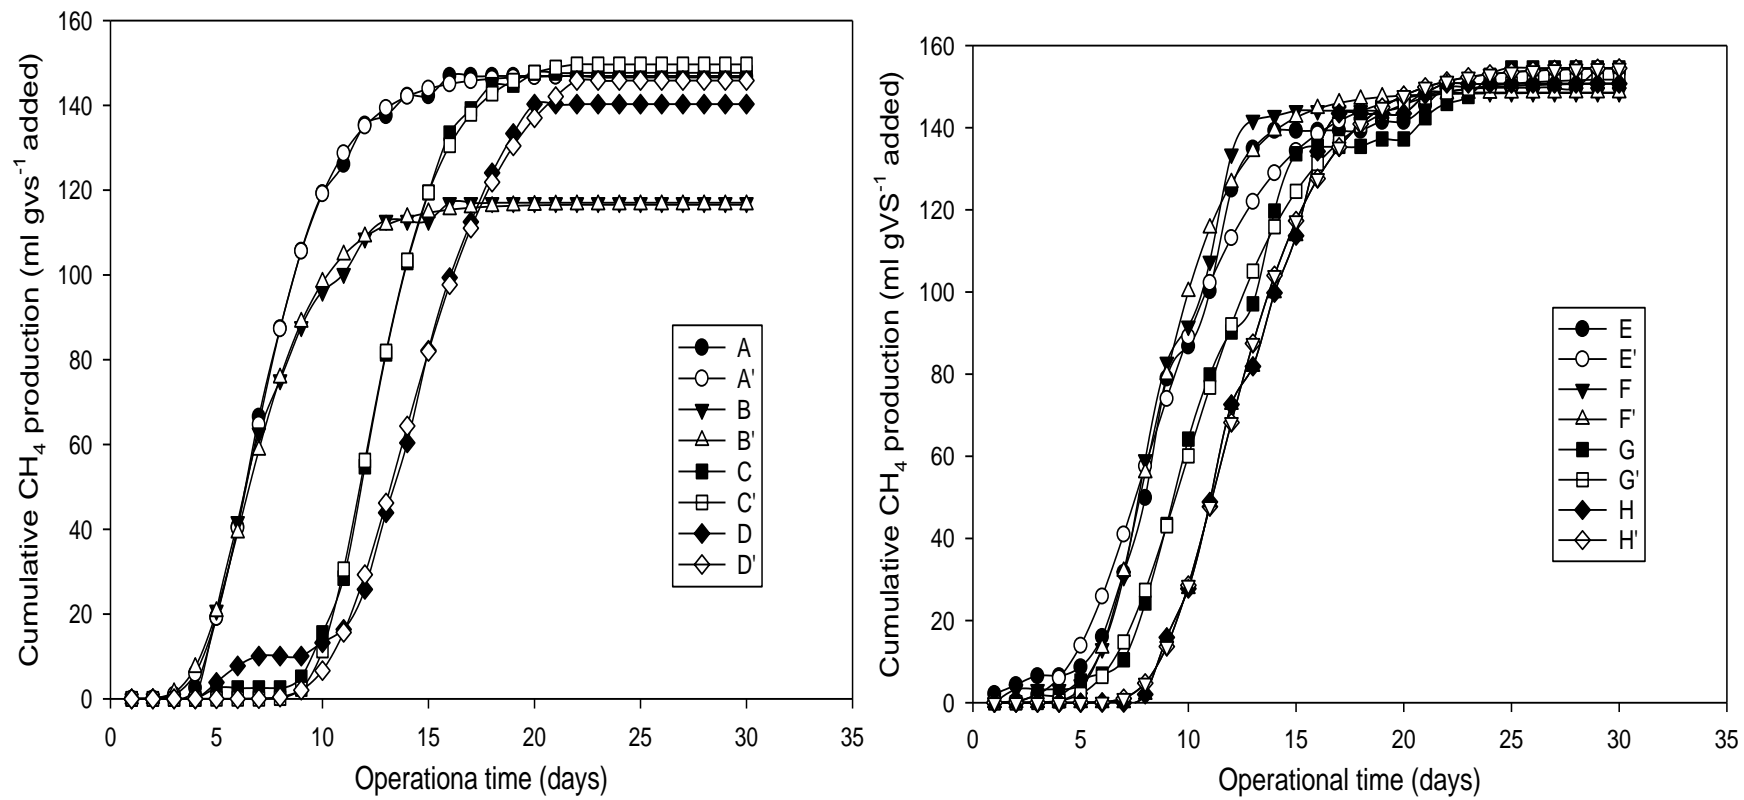 Cumulative CH4 production (ml gvs-1 added)
160
140
120
100
80
60
40
20
0
0 5 10 15 20 25 30 35
Operationa time (days)
A
A'
B
B'
C
C'
D
D'
Cumulative CH4 production (ml gVS-1 added)
160
140
120
100
80
60
40
20
0
0 5 10 15 20 25 30 35
Operational time (days)
E
E'
F
F'
G
G'
H
H'